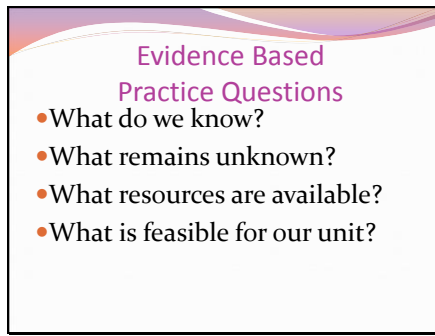 Evidence Based
Practice Questions
•What do we know?
•What remains unknown?
•What resources are available?
•What is feasible for our unit?